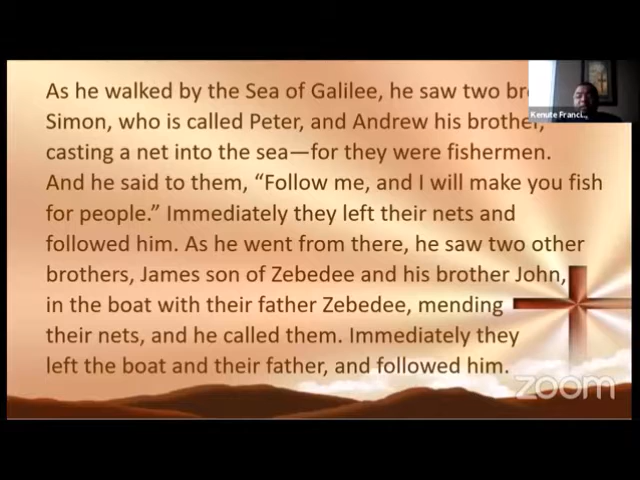 As he walked by the Sea of Galilee, he saw two
Simon, who is called Peter, and Andrew his brother,
casting a net into the sea—for they were fishermen.
And he said to them, “Follow me, and I will make you fish
for people.” Immediately they left their nets and
followed him. As he went from there, he saw two other
brothers, James son of Zebedee and his brother John,
in the boat with their father Zebedee, mending
their nets, and he called them. Immediately they
left the boat and their father, and followed him.
Kenute Franci...
zoom